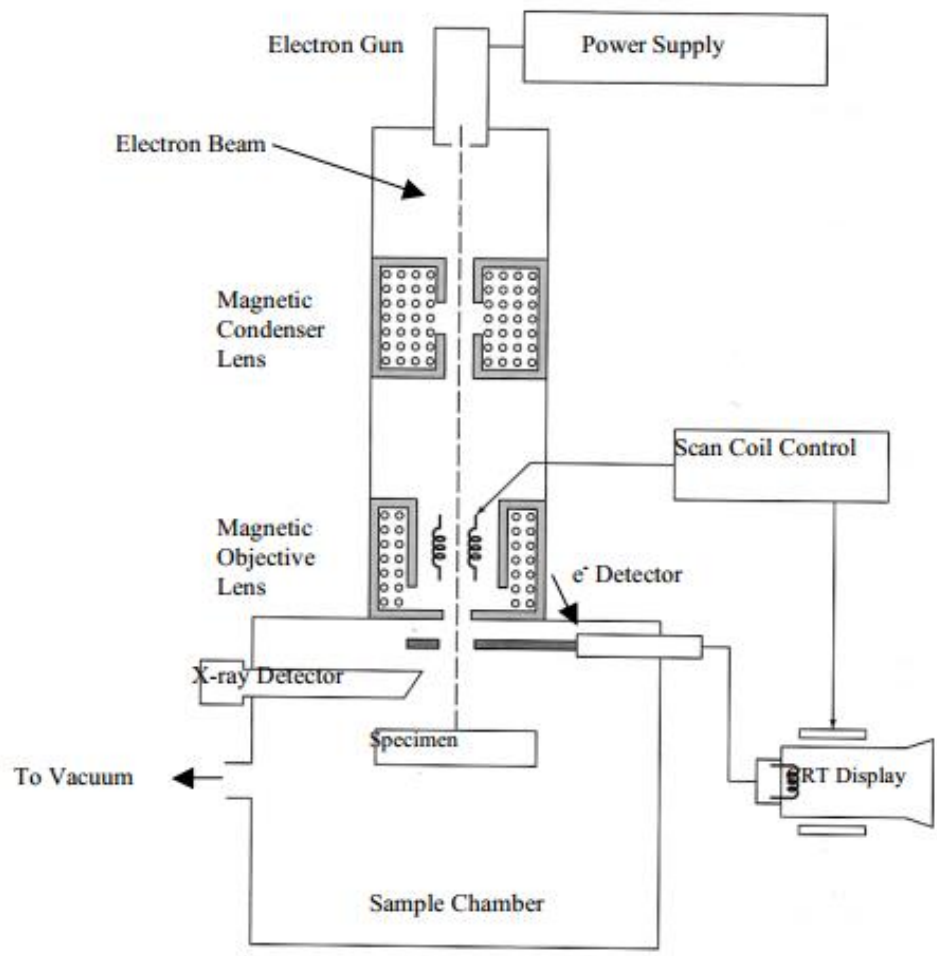 Electron Gun
Power Supply
Electron Beam
Magnetic
Condenser
Lens
Scan Coil Control
Magnetic
Objective
Lens
e- Detector
X-ray Detector
Specimen
To Vacuum
CRT Display
Sample Chamber